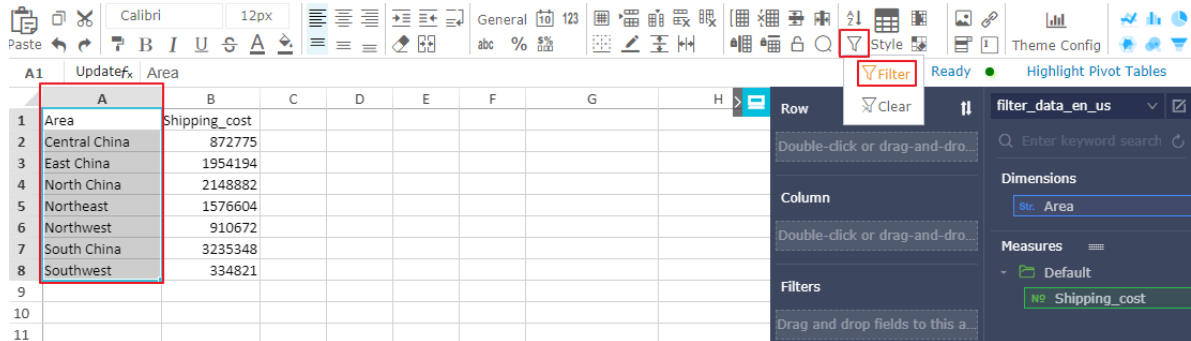 Calibri 12px General 10 123
Paste B I U S A abc % Style Theme Config
A1 Update fx Area Filter Ready Highlight Pivot Tables
A B C D E F G H Row Clear filter_data_en_us
1 Area Shipping_cost
2 Central China 872775 Double-click or drag-and-dro... Enter keyword search
3 East China 1954194
4 North China 2148882 Dimensions
5 Northeast 1576604 Column Str. Area
6 Northwest 910672
7 South China 3235348 Double-click or drag-and-dro... Measures
8 Southwest 334821 Default
9 Filters
Nº Shipping_cost
10
Drag and drop fields to this a...
11